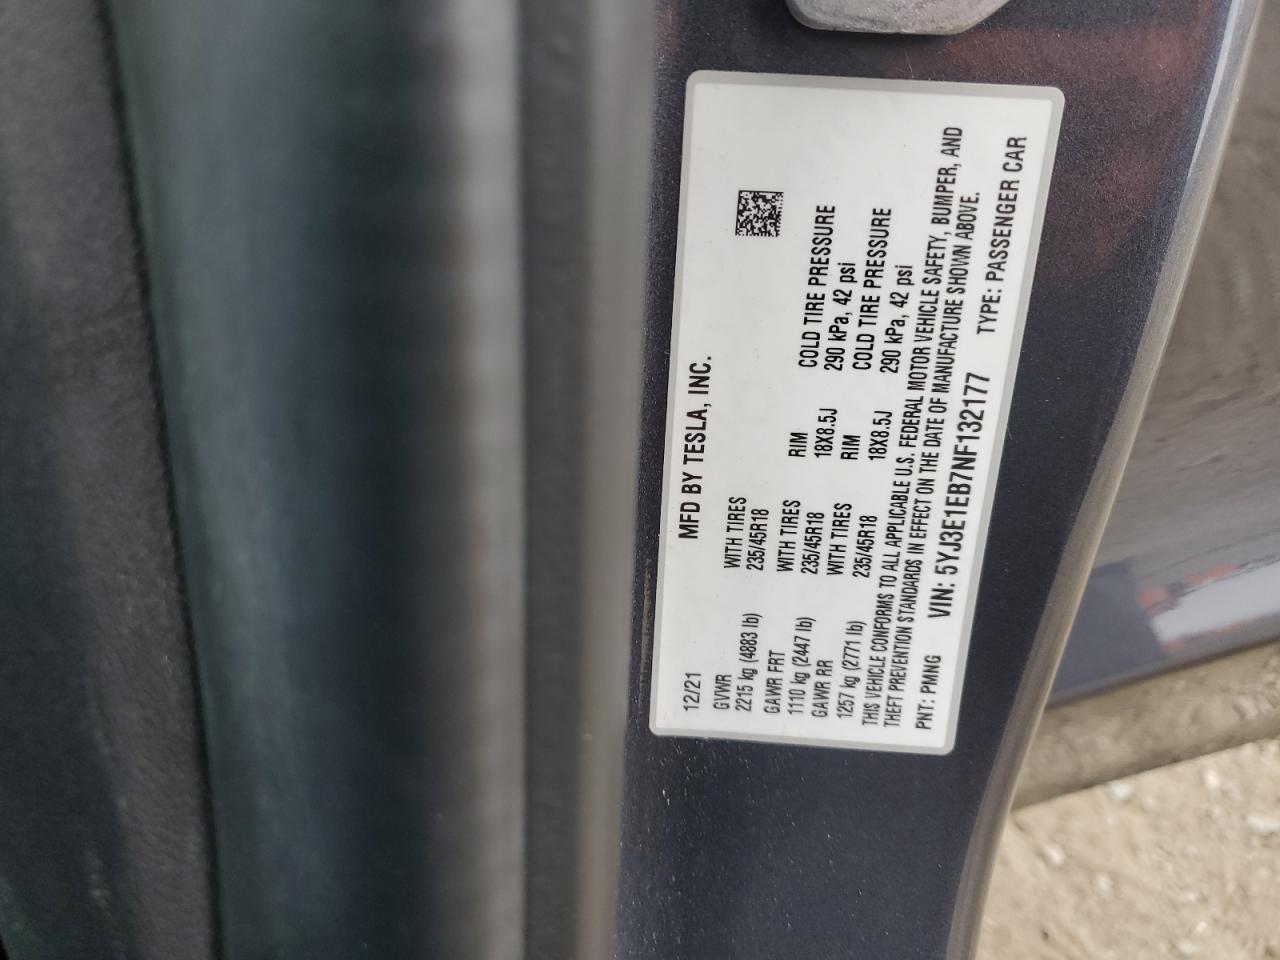 12/21 MFD BY TESLA, INC.
GVWR WITH TIRES
2215 kg (4883 lb) 235/45R18
GAWR FRT WITH TIRES RIM COLD TIRE PRESSURE
1110 kg (2447 lb) 235/45R18 18X8.5J 290 kPa, 42 psi
GAWR RR WITH TIRES RIM COLD TIRE PRESSURE
1257 kg (2771 lb) 235/45R18 18X8.5J 290 kPa, 42 psi
THIS VEHICLE CONFORMS TO ALL APPLICABLE U.S. FEDERAL MOTOR VEHICLE SAFETY, BUMPER, AND
THEFT PREVENTION STANDARDS IN EFFECT ON THE DATE OF MANUFACTURE SHOWN ABOVE.
PNT: PMNG VIN: 5YJ3E1EB7NF132177 TYPE: PASSENGER CAR